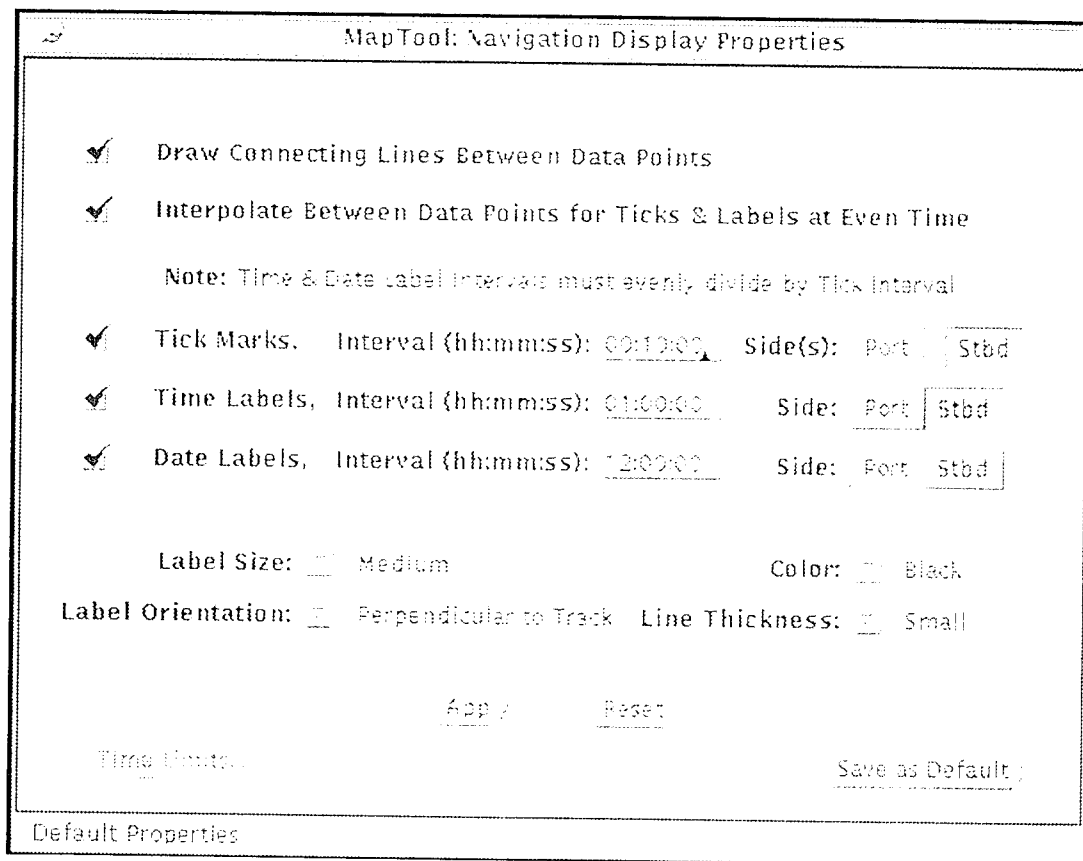 MapTool: Navigation Display Properties
Draw Connecting Lines Between Data Points
Interpolate Between Data Points for Ticks & Labels at Even Time
Note: Time & Date Label Intervals must evenly divide by Tick Interval
Tick Marks, Interval (hh:mm:ss): 00:10:00 Side(s): Port Stbd
Time Labels, Interval (hh:mm:ss): 01:00:00 Side: Port Stbd
Date Labels, Interval (hh:mm:ss): 12:00:00 Side: Port Stbd
Label Size: Medium Color: Black
Label Orientation: Perpendicular to Track Line Thickness: Small
Apply Reset
Time Limits... Save as Default
Default Properties